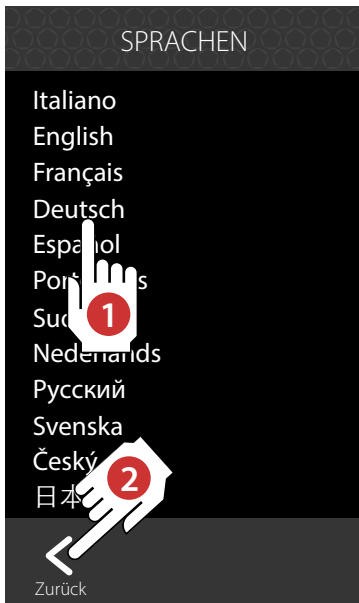 SPRACHEN
Italiano
English
Français
Deutsch
Español
1
Nederlands
Русский
Svenska
Český
2
Zurück